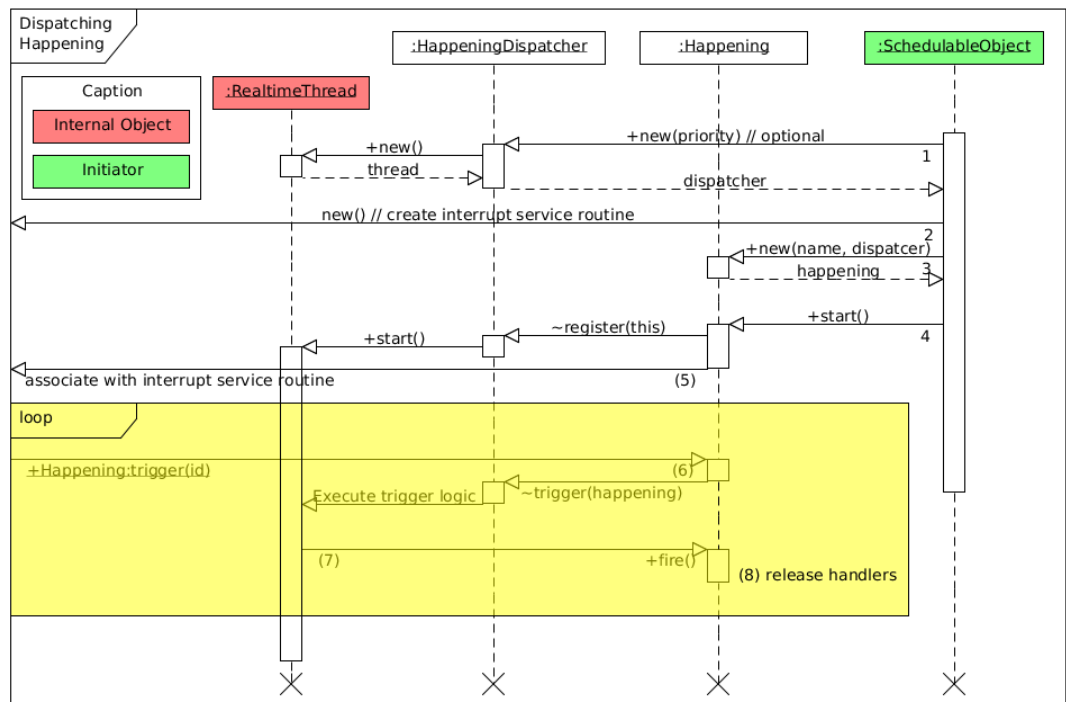 Dispatching
Happening
:HappeningDispatcher
:Happening
:SchedulableObject
Caption
Internal Object
Initiator
:RealtimeThread
+new(priority) // optional
1
+new()
thread
dispatcher
new() // create interrupt service routine
2
+new(name, dispatcer)
3
happening
+start()
4
~register(this)
+start()
associate with interrupt service routine
(5)
loop
+Happening:trigger(id)
(6)
~trigger(happening)
Execute trigger logic
(7)
+fire()
(8) release handlers